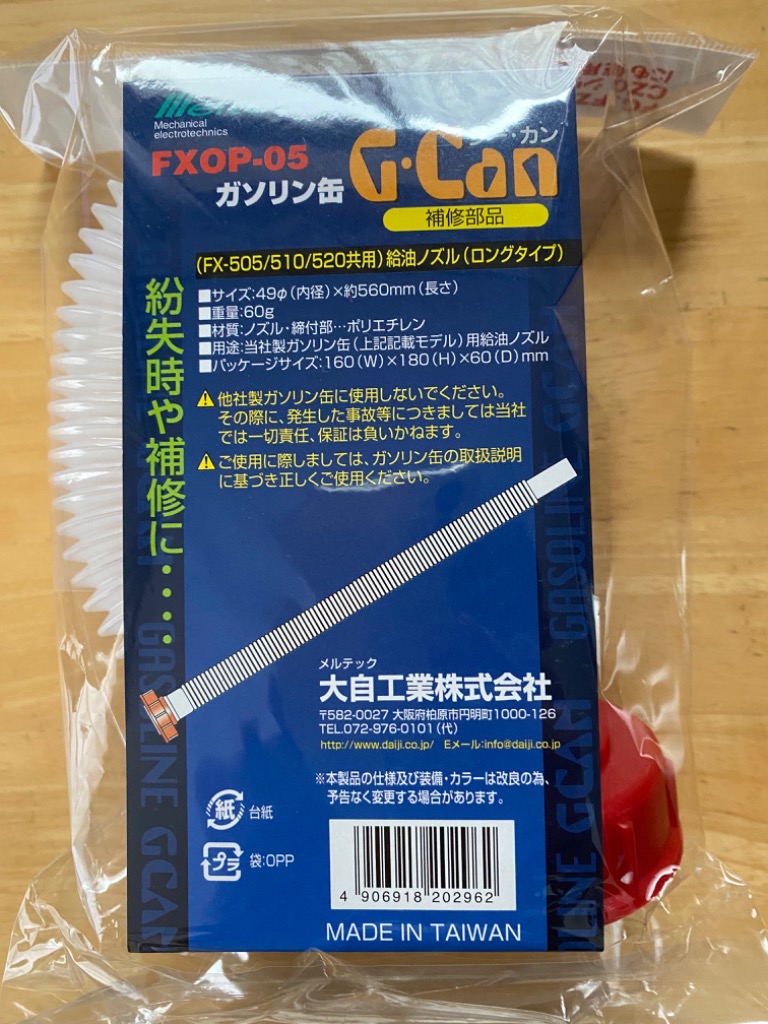 Mechanical
electrotechnics
FXOP-05
ガソリン缶
G・Can
カン
補修部品
(FX-505/510/520共用)給油ノズル(ロングタイプ)
■サイズ:49φ(内径)×約560mm(長さ)
■重量:60g
■材質:ノズル・締付部…ポリエチレン
■用途:当社製ガソリン缶(上記記載モデル)用給油ノズル
■パッケージサイズ:160(W)×180(H)×60(D)mm
他社製ガソリン缶に使用しないでください。
その際に、発生した事故等につきましては当社
では一切責任、保証は負いかねます。
ご使用に際しましては、ガソリン缶の取扱説明
に基づき正しくご使用ください。
紛失時や補修に・・・・
メルテック
大自工業株式会社
〒582-0027 大阪府柏原市円明町1000-126
TEL.072-976-0101(代)
http://www.daiji.co.jp/ Eメール:info@daiji.co.jp
※本製品の仕様及び装備・カラーは改良の為、
予告なく変更する場合があります。
紙 台紙
プラ 袋:OPP
4 906918 202962
MADE IN TAIWAN
GASOLINE GCAN
GASOLINE GCAN
LINE GCAN